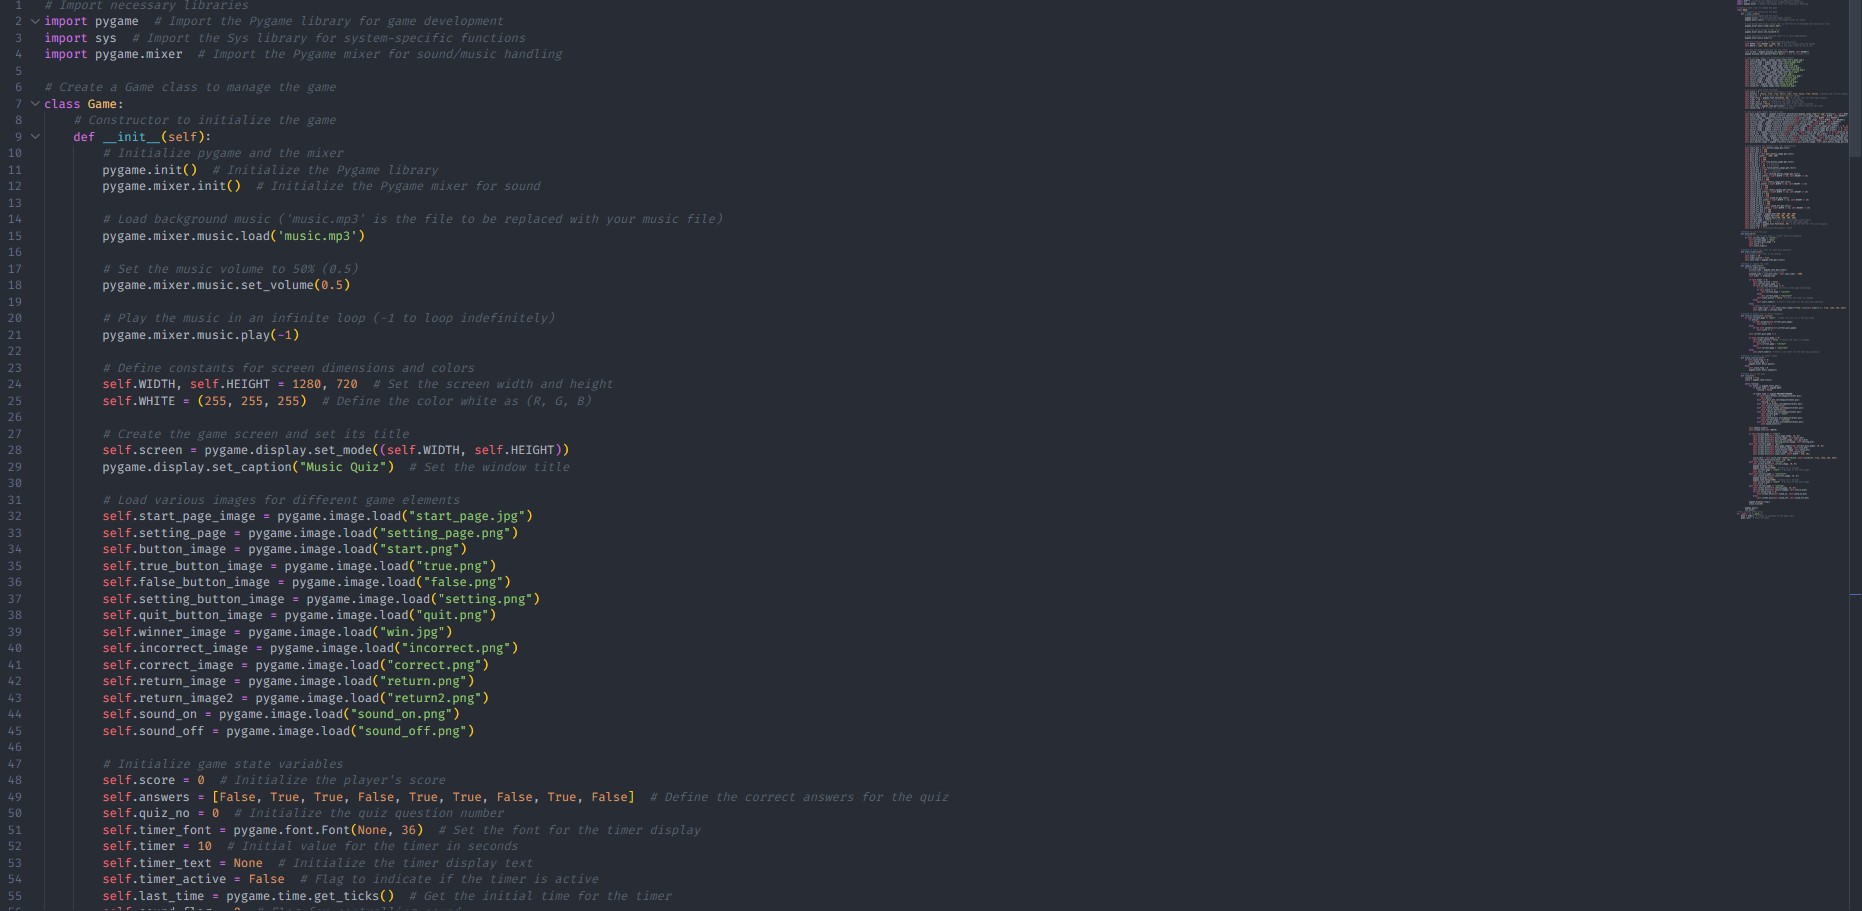 1 # Import necessary libraries
2 import pygame  # Import the Pygame library for game development
3 import sys  # Import the Sys library for system-specific functions
4 import pygame.mixer  # Import the Pygame mixer for sound/music handling
5
6 # Create a Game class to manage the game
7 class Game:
8     # Constructor to initialize the game
9     def __init__(self):
10         # Initialize pygame and the mixer
11         pygame.init()  # Initialize the Pygame library
12         pygame.mixer.init()  # Initialize the Pygame mixer for sound
13
14         # Load background music ('music.mp3' is the file to be replaced with your music file)
15         pygame.mixer.music.load('music.mp3')
16
17         # Set the music volume to 50% (0.5)
18         pygame.mixer.music.set_volume(0.5)
19
20         # Play the music in an infinite loop (-1 to loop indefinitely)
21         pygame.mixer.music.play(-1)
22
23         # Define constants for screen dimensions and colors
24         self.WIDTH, self.HEIGHT = 1280, 720  # Set the screen width and height
25         self.WHITE = (255, 255, 255)  # Define the color white as (R, G, B)
26
27         # Create the game screen and set its title
28         self.screen = pygame.display.set_mode((self.WIDTH, self.HEIGHT))
29         pygame.display.set_caption("Music Quiz")  # Set the window title
30
31         # Load various images for different game elements
32         self.start_page_image = pygame.image.load("start_page.jpg")
33         self.setting_page = pygame.image.load("setting_page.png")
34         self.button_image = pygame.image.load("start.png")
35         self.true_button_image = pygame.image.load("true.png")
36         self.false_button_image = pygame.image.load("false.png")
37         self.setting_button_image = pygame.image.load("setting.png")
38         self.quit_button_image = pygame.image.load("quit.png")
39         self.winner_image = pygame.image.load("win.jpg")
40         self.incorrect_image = pygame.image.load("incorrect.png")
41         self.correct_image = pygame.image.load("correct.png")
42         self.return_image = pygame.image.load("return.png")
43         self.return_image2 = pygame.image.load("return2.png")
44         self.sound_on = pygame.image.load("sound_on.png")
45         self.sound_off = pygame.image.load("sound_off.png")
46
47         # Initialize game state variables
48         self.score = 0  # Initialize the player's score
49         self.answers = [False, True, True, False, True, True, False, True, False]  # Define the correct answers for the quiz
50         self.quiz_no = 0  # Initialize the quiz question number
51         self.timer_font = pygame.font.Font(None, 36)  # Set the font for the timer display
52         self.timer = 10  # Initial value for the timer in seconds
53         self.timer_text = None  # Initialize the timer display text
54         self.timer_active = False  # Flag to indicate if the timer is active
55         self.last_time = pygame.time.get_ticks()  # Get the initial time for the timer